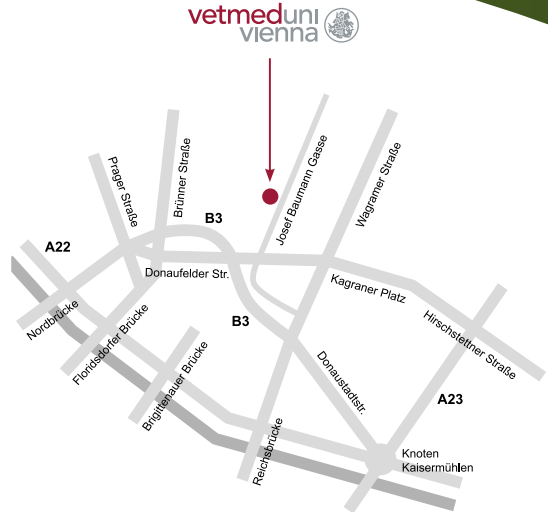 vetmeduni
vienna
Prager Straße
Brünner Straße
Josef Baumann Gasse
Wagramer Straße
B3
A22
Donaufelder Str.
Kagraner Platz
Nordbrücke
Floridsdorfer Brücke
B3
Hirschstettner Straße
Brigittenauer Brücke
Donaustadtstr.
A23
Reichsbrücke
Knoten
Kaisermühlen